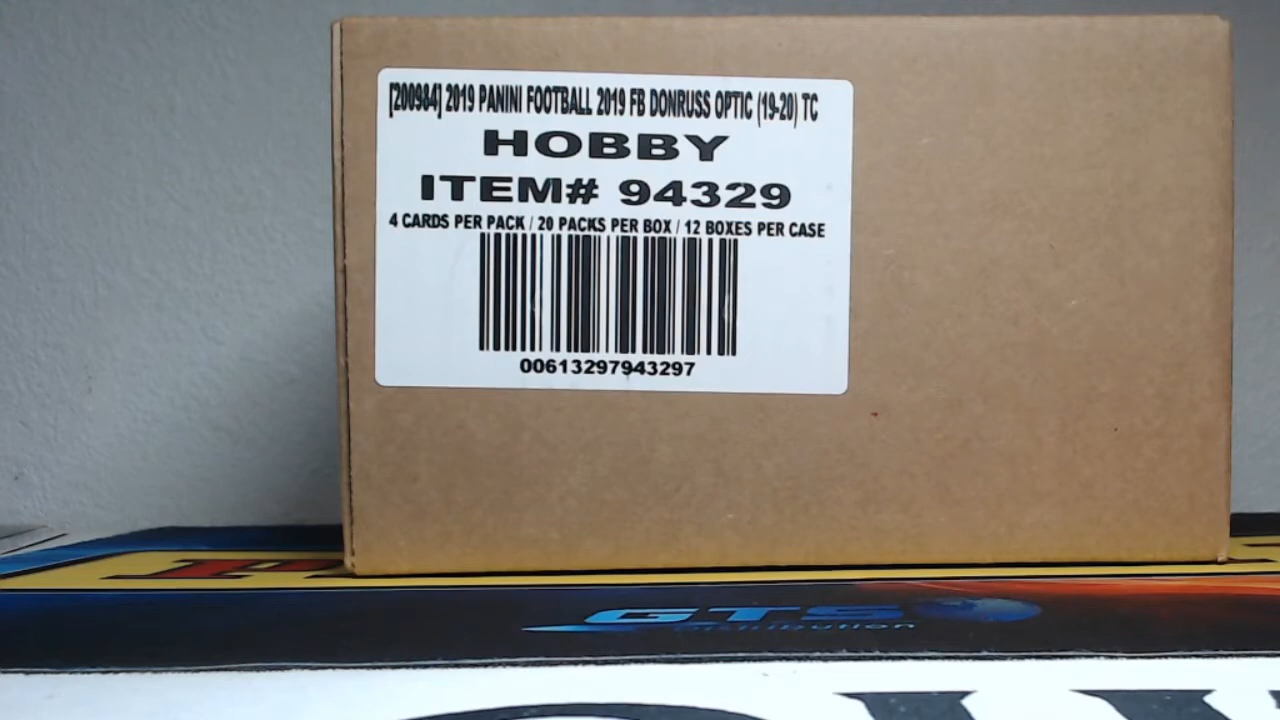 [200984] 2019 PANINI FOOTBALL 2019 FB DONRUSS OPTIC (19-20) TC
HOBBY
ITEM# 94329
4 CARDS PER PACK / 20 PACKS PER BOX / 12 BOXES PER CASE
00613297943297
GTS
Distribution